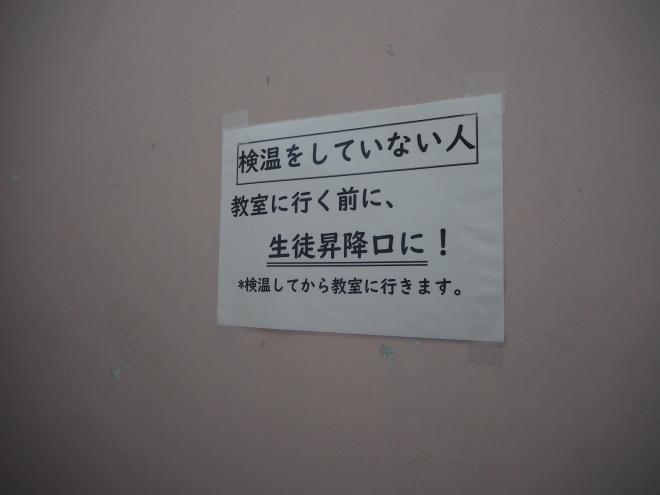 検温をしていない人
教室に行く前に、
生徒昇降口に！
*検温してから教室に行きます。